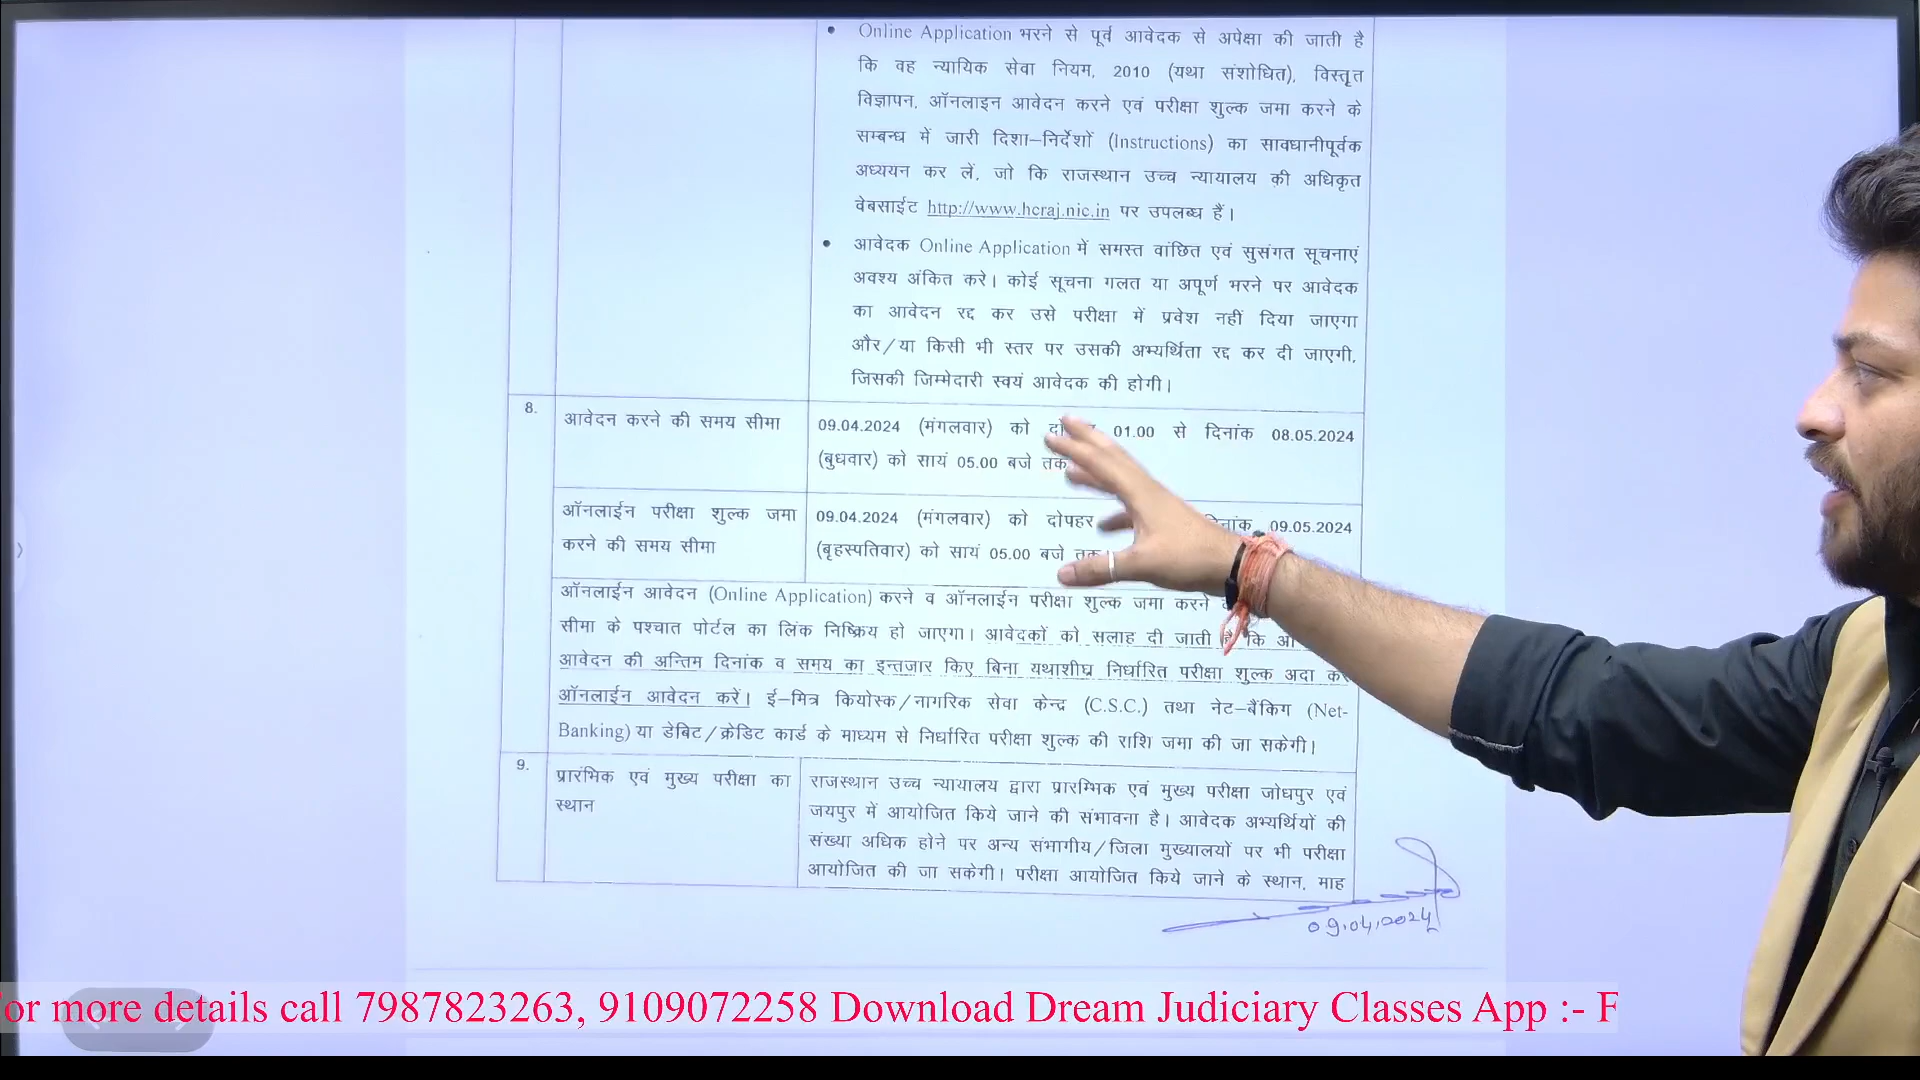 Online Application भरने से पूर्व आवेदक से अपेक्षा की जाती है
कि वह न्यायिक सेवा नियम, 2010 (यथा संशोधित), विस्तृत
विज्ञापन, ऑनलाइन आवेदन करने एवं परीक्षा शुल्क जमा करने के
सम्बन्ध में जारी दिशा-निर्देशों (Instructions) का सावधानीपूर्वक
अध्ययन कर लें, जो कि राजस्थान उच्च न्यायालय की अधिकृत
वेबसाईट http://www.hcraj.nic.in पर उपलब्ध हैं।
आवेदक Online Application में समस्त वांछित एवं सुसंगत सूचनाएं
अवश्य अंकित करे। कोई सूचना गलत या अपूर्ण भरने पर आवेदक
का आवेदन रद्द कर उसे परीक्षा में प्रवेश नहीं दिया जाएगा
और/या किसी भी स्तर पर उसकी अभ्यर्थिता रद्द कर दी जाएगी,
जिसकी जिम्मेदारी स्वयं आवेदक की होगी।
8.
आवेदन करने की समय सीमा
09.04.2024 (मंगलवार) को 01.00 से दिनांक 08.05.2024
(बुधवार) को सायं 05.00 बजे तक
ऑनलाईन परीक्षा शुल्क जमा
करने की समय सीमा
09.04.2024 (मंगलवार) को दोपहर 09.05.2024
(बृहस्पतिवार) को सायं 05.00 बजे तक
ऑनलाईन आवेदन (Online Application) करने व ऑनलाईन परीक्षा शुल्क जमा करने
सीमा के पश्चात पोर्टल का लिंक निष्क्रिय हो जाएगा। आवेदकों को सलाह दी जाती है कि
आवेदन की अन्तिम दिनांक व समय का इन्तजार किए बिना यथाशीघ्र निर्धारित परीक्षा शुल्क अदा कर
ऑनलाईन आवेदन करें। ई-मित्र कियोस्क/नागरिक सेवा केन्द्र (C.S.C.) तथा नेट-बैंकिग (Net-
Banking) या डेबिट/क्रेडिट कार्ड के माध्यम से निर्धारित परीक्षा शुल्क की राशि जमा की जा सकेगी।
9.
प्रारंभिक एवं मुख्य परीक्षा का
स्थान
राजस्थान उच्च न्यायालय द्वारा प्रारम्भिक एवं मुख्य परीक्षा जोधपुर एवं
जयपुर में आयोजित किये जाने की संभावना है। आवेदक अभ्यर्थियों की
संख्या अधिक होने पर अन्य संभागीय/जिला मुख्यालयों पर भी परीक्षा
आयोजित की जा सकेगी। परीक्षा आयोजित किये जाने के स्थान, माह
09.04.2024
or more details call 7987823263, 9109072258 Download Dream Judiciary Classes App :- F